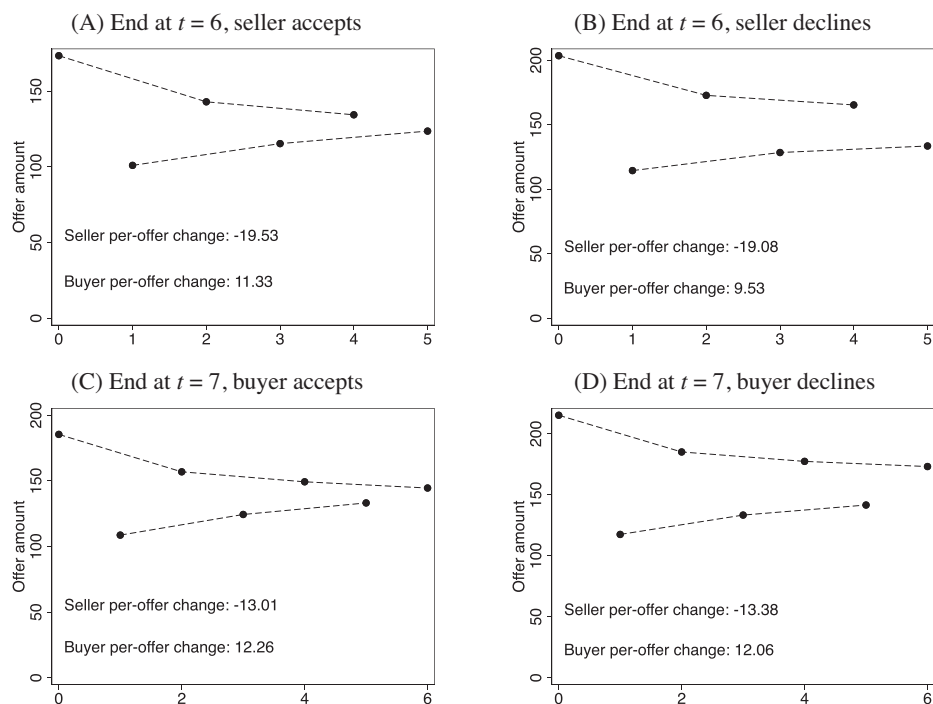 (A) End at t = 6, seller accepts
(B) End at t = 6, seller declines
Offer amount
0 50 100 150
Seller per-offer change: -19.53
Buyer per-offer change: 11.33
0 1 2 3 4 5
Offer amount
0 50 100 150 200
Seller per-offer change: -19.08
Buyer per-offer change: 9.53
0 1 2 3 4 5
(C) End at t = 7, buyer accepts
(D) End at t = 7, buyer declines
Offer amount
0 50 100 150 200
Seller per-offer change: -13.01
Buyer per-offer change: 12.26
0 2 4 6
Offer amount
0 50 100 150 200
Seller per-offer change: -13.38
Buyer per-offer change: 12.06
0 2 4 6